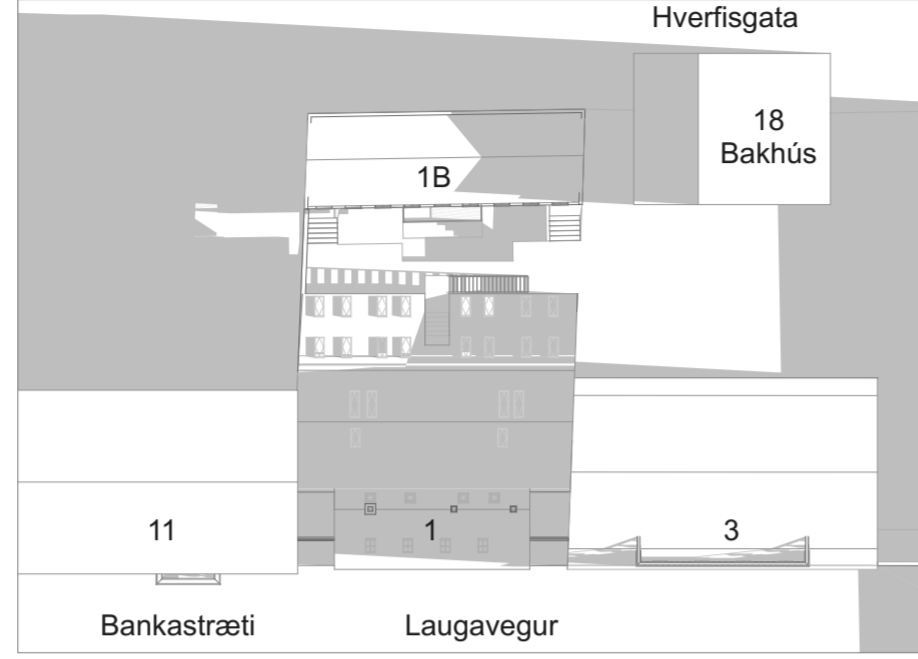 Hverfisgata
18
Bakhús
1B
11
1
3
Bankastræti
Laugavegur